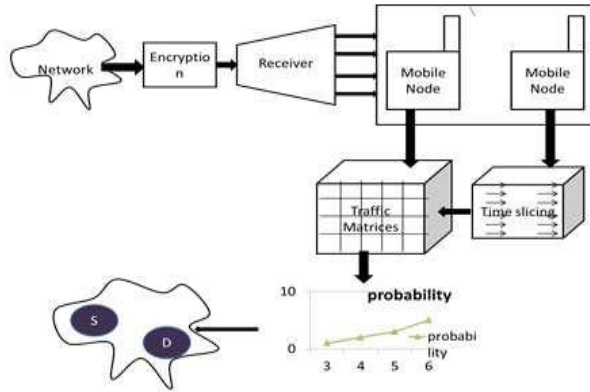 Network
Encryptio
n
Receiver
Mobile
Node
Mobile
Node
Traffic
Matrices
Time slicing
probability
10
0
3 4 5 6
probabi
lity
S
D